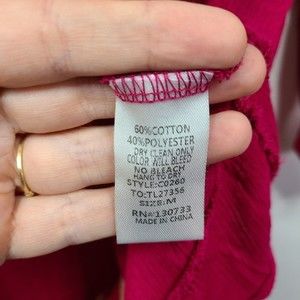 60%COTTON
40%POLYESTER
DRY CLEAN ONLY
COLOR WILL BLEED
NO BLEACH
HANG TO DRY
STYLE:C0260
TO:TL27356
SIZE:M
RN#130733
MADE IN CHINA